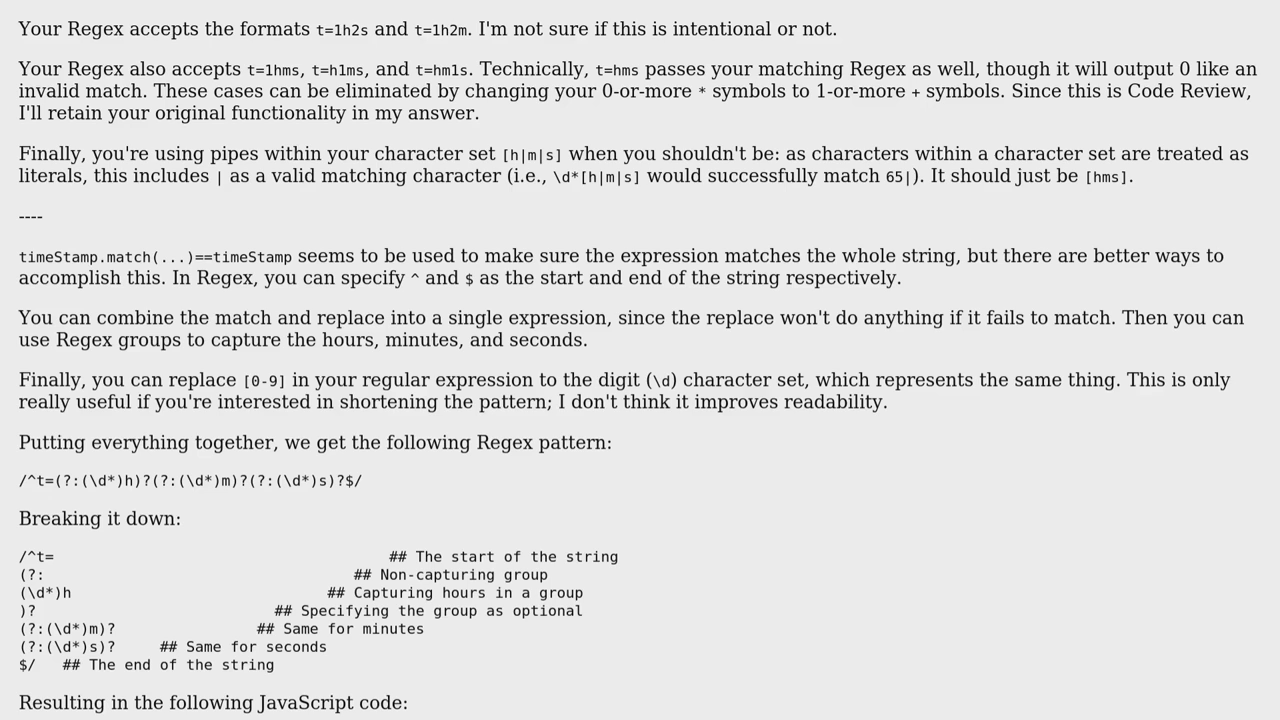 Your Regex accepts the formats t=1h2s and t=1h2m. I'm not sure if this is intentional or not.
Your Regex also accepts t=1hms, t=h1ms, and t=hm1s. Technically, t=hms passes your matching Regex as well, though it will output 0 like an
invalid match. These cases can be eliminated by changing your 0-or-more * symbols to 1-or-more + symbols. Since this is Code Review,
I'll retain your original functionality in my answer.
Finally, you're using pipes within your character set [h|m|s] when you shouldn't be: as characters within a character set are treated as
literals, this includes | as a valid matching character (i.e., \d*[h|m|s] would successfully match 65|). It should just be [hms].
----
timeStamp.match(...)==timeStamp seems to be used to make sure the expression matches the whole string, but there are better ways to
accomplish this. In Regex, you can specify ^ and $ as the start and end of the string respectively.
You can combine the match and replace into a single expression, since the replace won't do anything if it fails to match. Then you can
use Regex groups to capture the hours, minutes, and seconds.
Finally, you can replace [0-9] in your regular expression to the digit (\d) character set, which represents the same thing. This is only
really useful if you're interested in shortening the pattern; I don't think it improves readability.
Putting everything together, we get the following Regex pattern:
/^t=(?:(\d*)h)?(?:(\d*)m)?(?:(\d*)s)?$/
Breaking it down:
/^t=                                      ## The start of the string
(?:                                   ## Non-capturing group
(\d*)h                             ## Capturing hours in a group
)?                           ## Specifying the group as optional
(?:(\d*)m)?                ## Same for minutes
(?:(\d*)s)?     ## Same for seconds
$/   ## The end of the string
Resulting in the following JavaScript code: